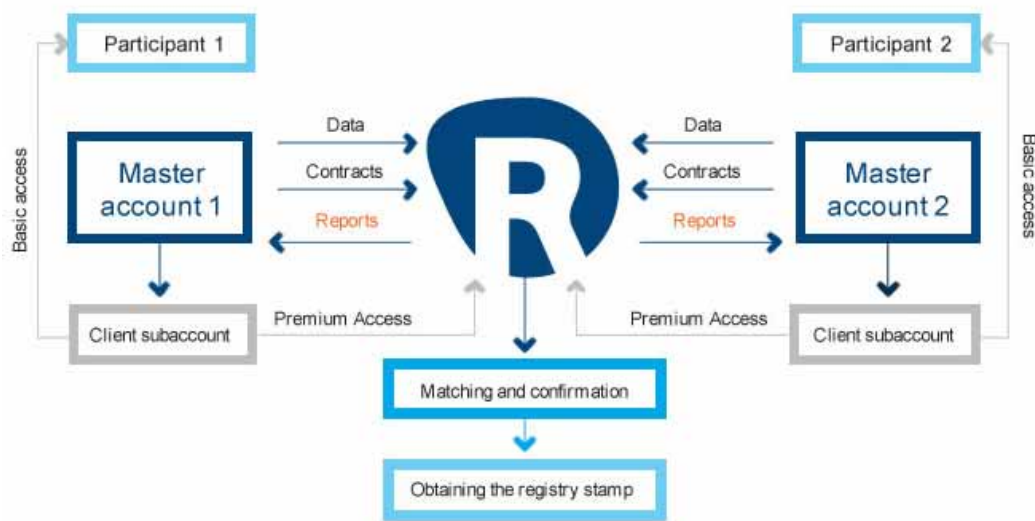 Participant 1
Participant 2
Basic access
Master
account 1
Data
Contracts
Reports
R
Data
Contracts
Reports
Master
account 2
Basic access
Client subaccount
Premium Access
Premium Access
Client subaccount
Matching and confirmation
Obtaining the registry stamp